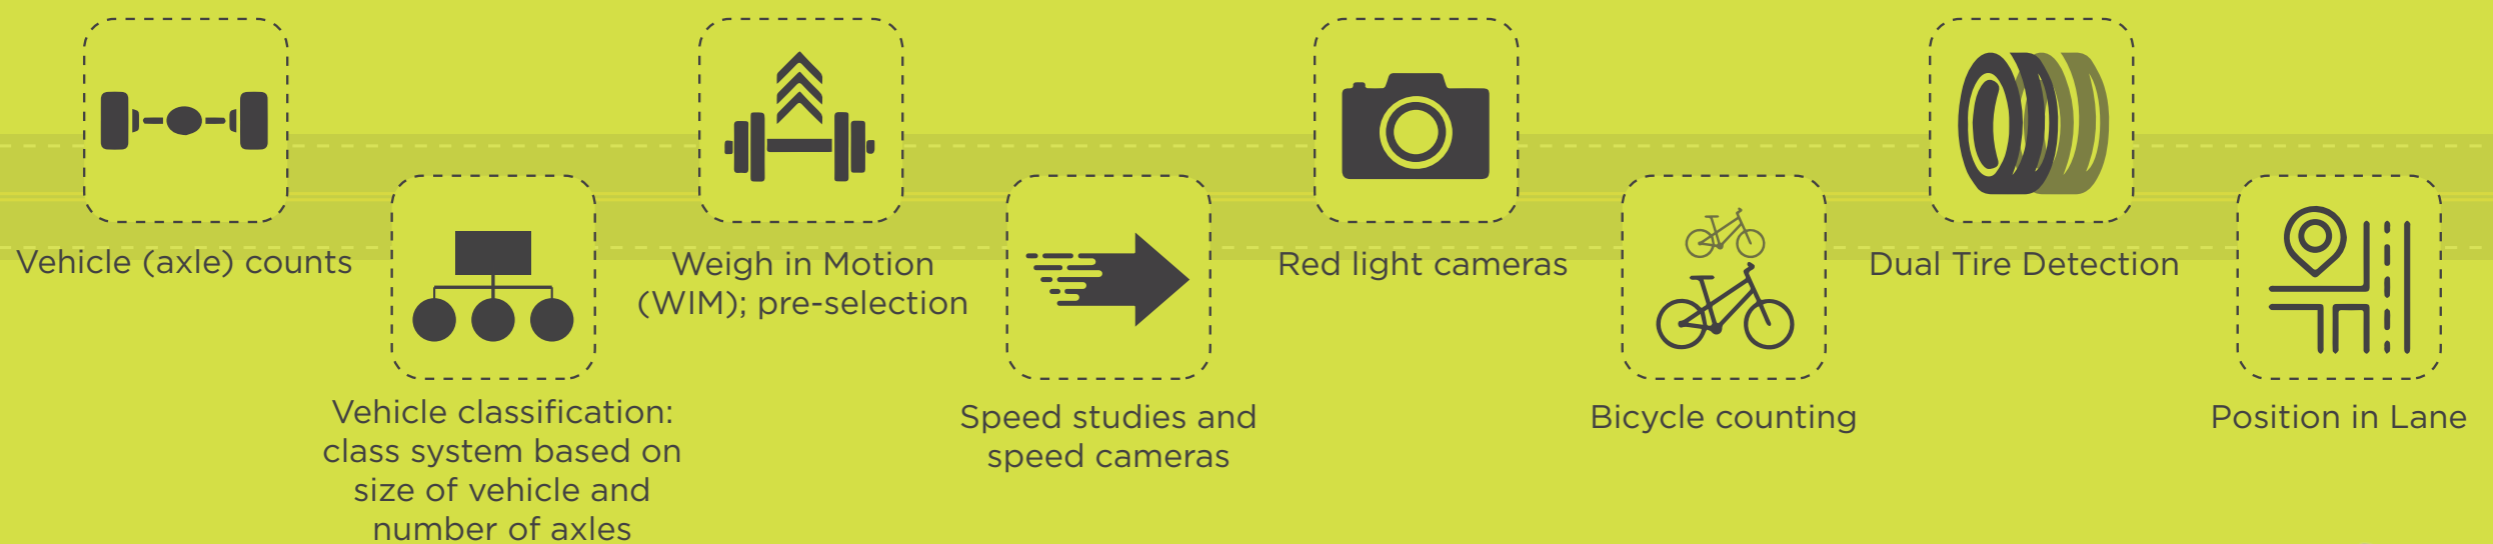 Vehicle (axle) counts
Vehicle classification:
class system based on
size of vehicle and
number of axles
Weigh in Motion
(WIM); pre-selection
Speed studies and
speed cameras
Red light cameras
Bicycle counting
Dual Tire Detection
Position in Lane